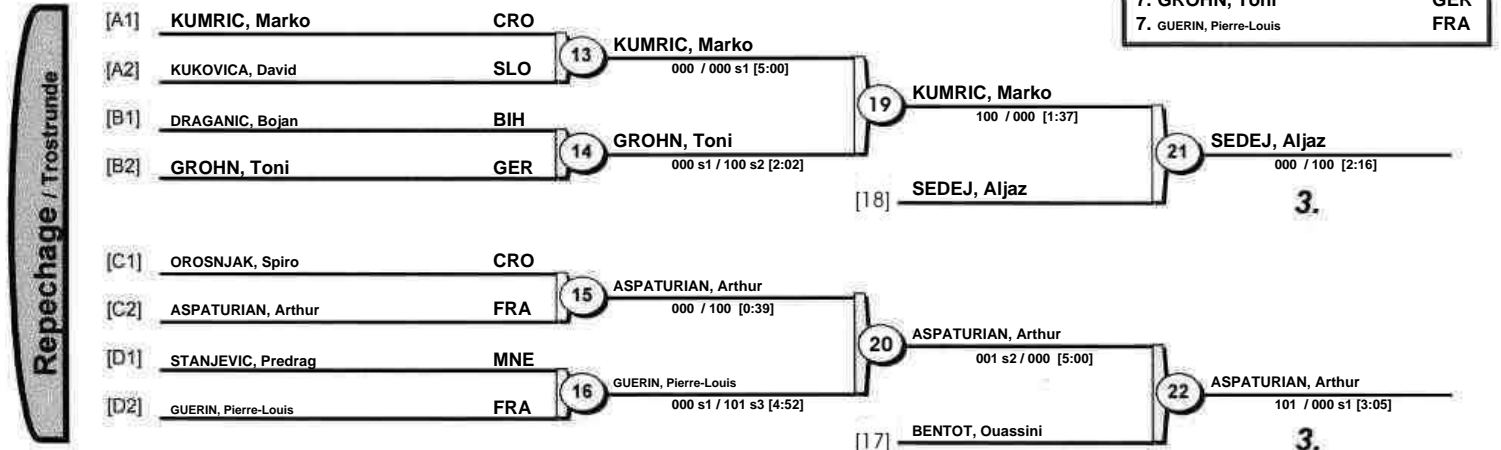 7. GROHN, Toni GER
7. GUERIN, Pierre-Louis FRA
Repechage / Trostrunde
[A1] KUMRIC, Marko CRO
13 KUMRIC, Marko
000 / 000 s1 [5:00]
[A2] KUKOVICA, David SLO
19 KUMRIC, Marko
100 / 000 [1:37]
[B1] DRAGANIC, Bojan BIH
14 GROHN, Toni
000 s1 / 100 s2 [2:02]
[B2] GROHN, Toni GER
21 SEDEJ, Aljaz
000 / 100 [2:16]
[18] SEDEJ, Aljaz
3.
[C1] OROSNJAK, Spiro CRO
15 ASPATURIAN, Arthur
000 / 100 [0:39]
[C2] ASPATURIAN, Arthur FRA
20 ASPATURIAN, Arthur
001 s2 / 000 [5:00]
[D1] STANJEVIC, Predrag MNE
16 GUERIN, Pierre-Louis
000 s1 / 101 s3 [4:52]
[D2] GUERIN, Pierre-Louis FRA
22 ASPATURIAN, Arthur
101 / 000 s1 [3:05]
[17] BENTOT, Ouassini
3.